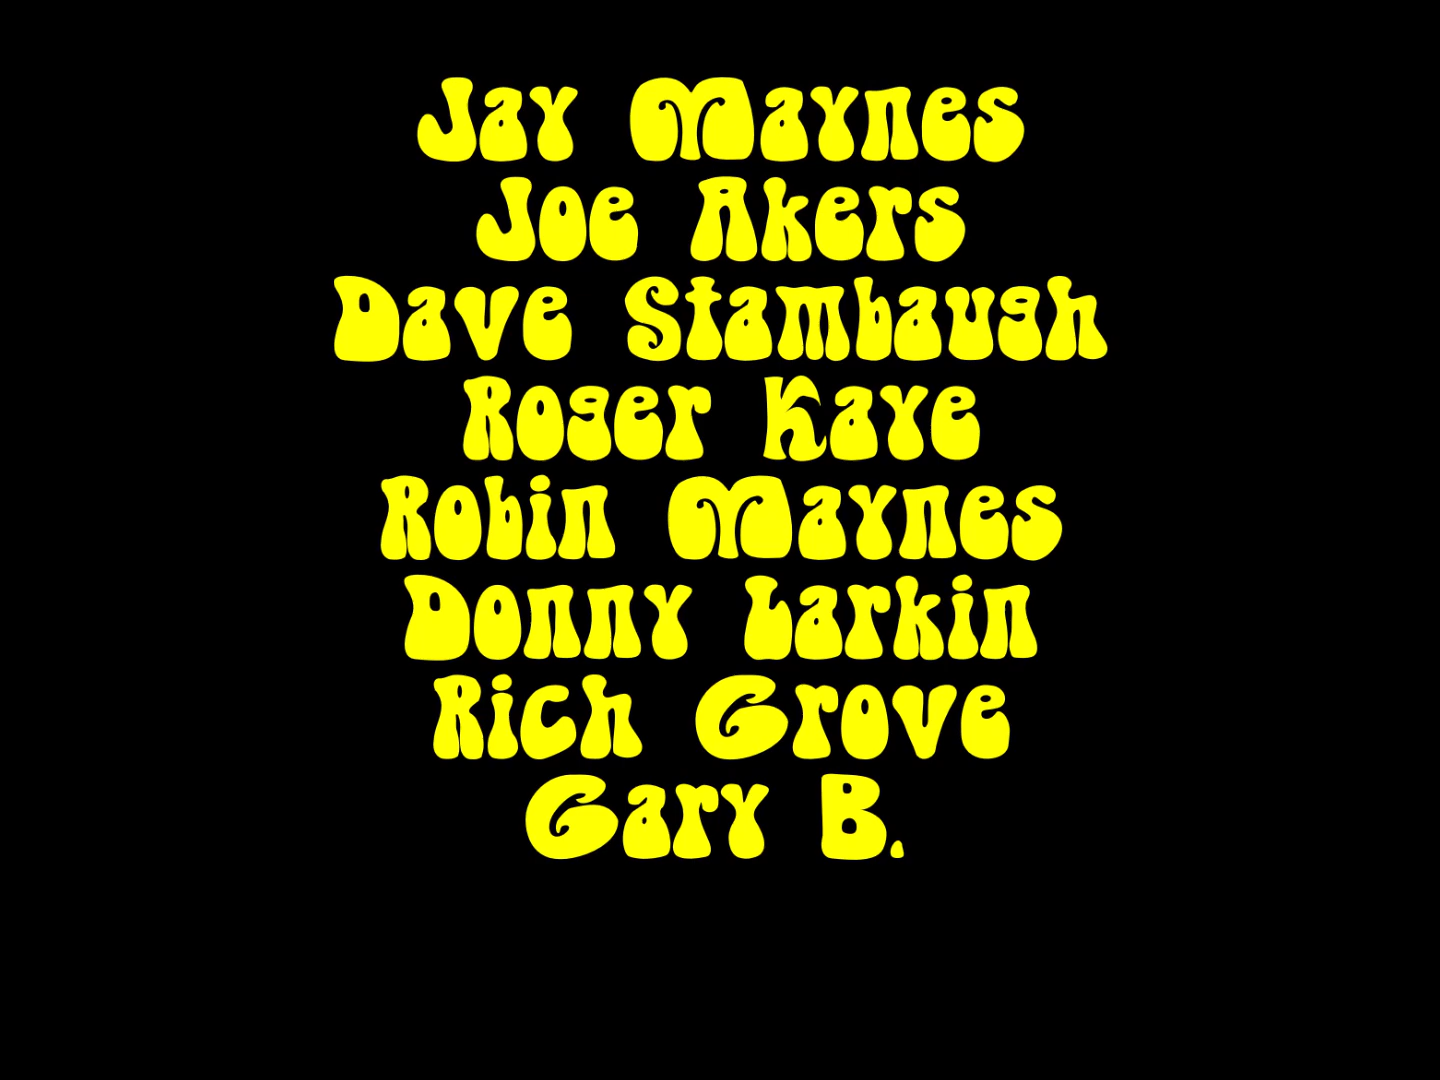 Jay Maynes
Joe Akers
Dave Stambaugh
Roger Kaye
Robin Maynes
Donny Larkin
Rich Grove
Gary B.